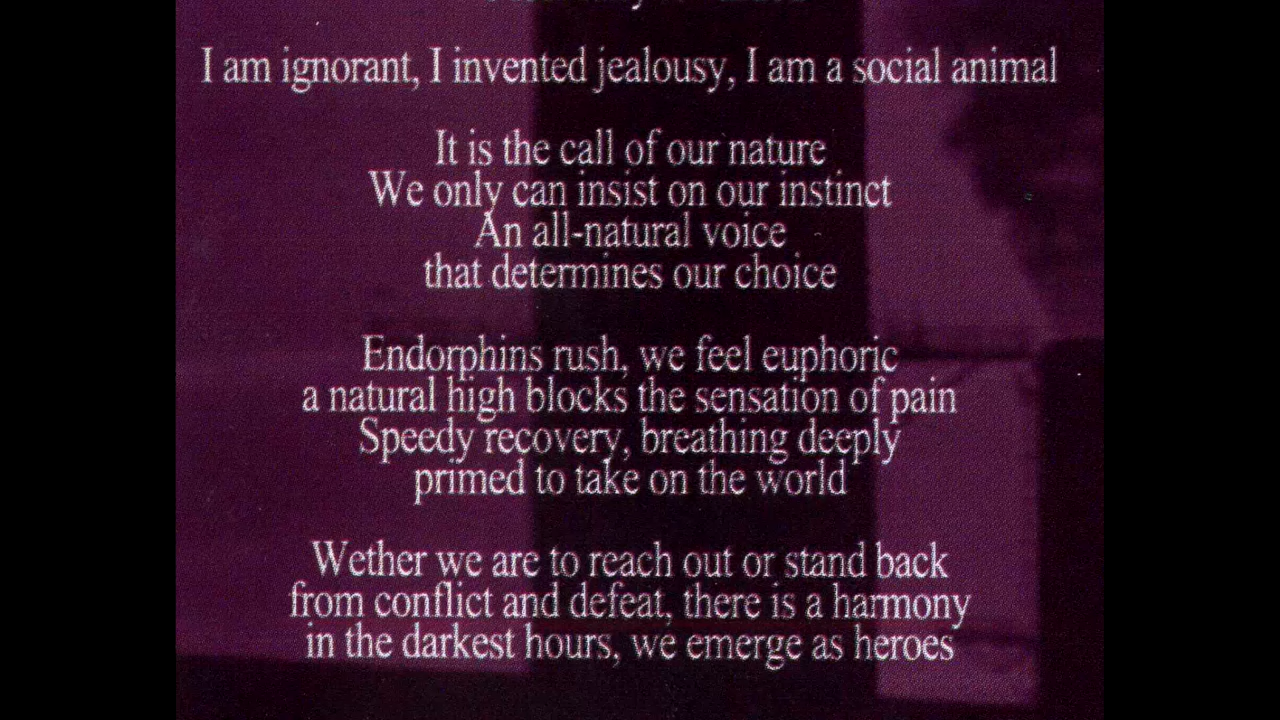 I am ignorant, I invented jealousy, I am a social animal
It is the call of our nature
We only can insist on our instinct
An all-natural voice
that determines our choice
Endorphins rush, we feel euphoric
a natural high blocks the sensation of pain
Speedy recovery, breathing deeply
primed to take on the world
Wether we are to reach out or stand back
from conflict and defeat, there is a harmony
in the darkest hours, we emerge as heroes